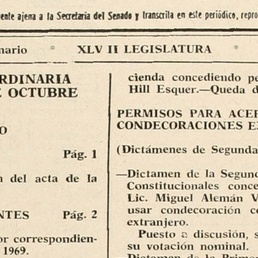 ente ajena a la Secretaría del Senado y transcrita en este periódico, repro
nario XLV II LEGISLATURA
RDINARIA
E OCTUBRE
O
Pág. 1
n del acta de la
NTES Pág. 2
or correspondien-
1969.
cienda concediendo pe
Hill Esquer.—Queda d
PERMISOS PARA ACEP
CONDECORACIONES EX
(Dictámenes de Segunda
—Dictamen de la Segund
Constitucionales conce
Lic. Miguel Alemán V
usar condecoración co
extranjero.
Puesto a discusión, s
su votación nominal.